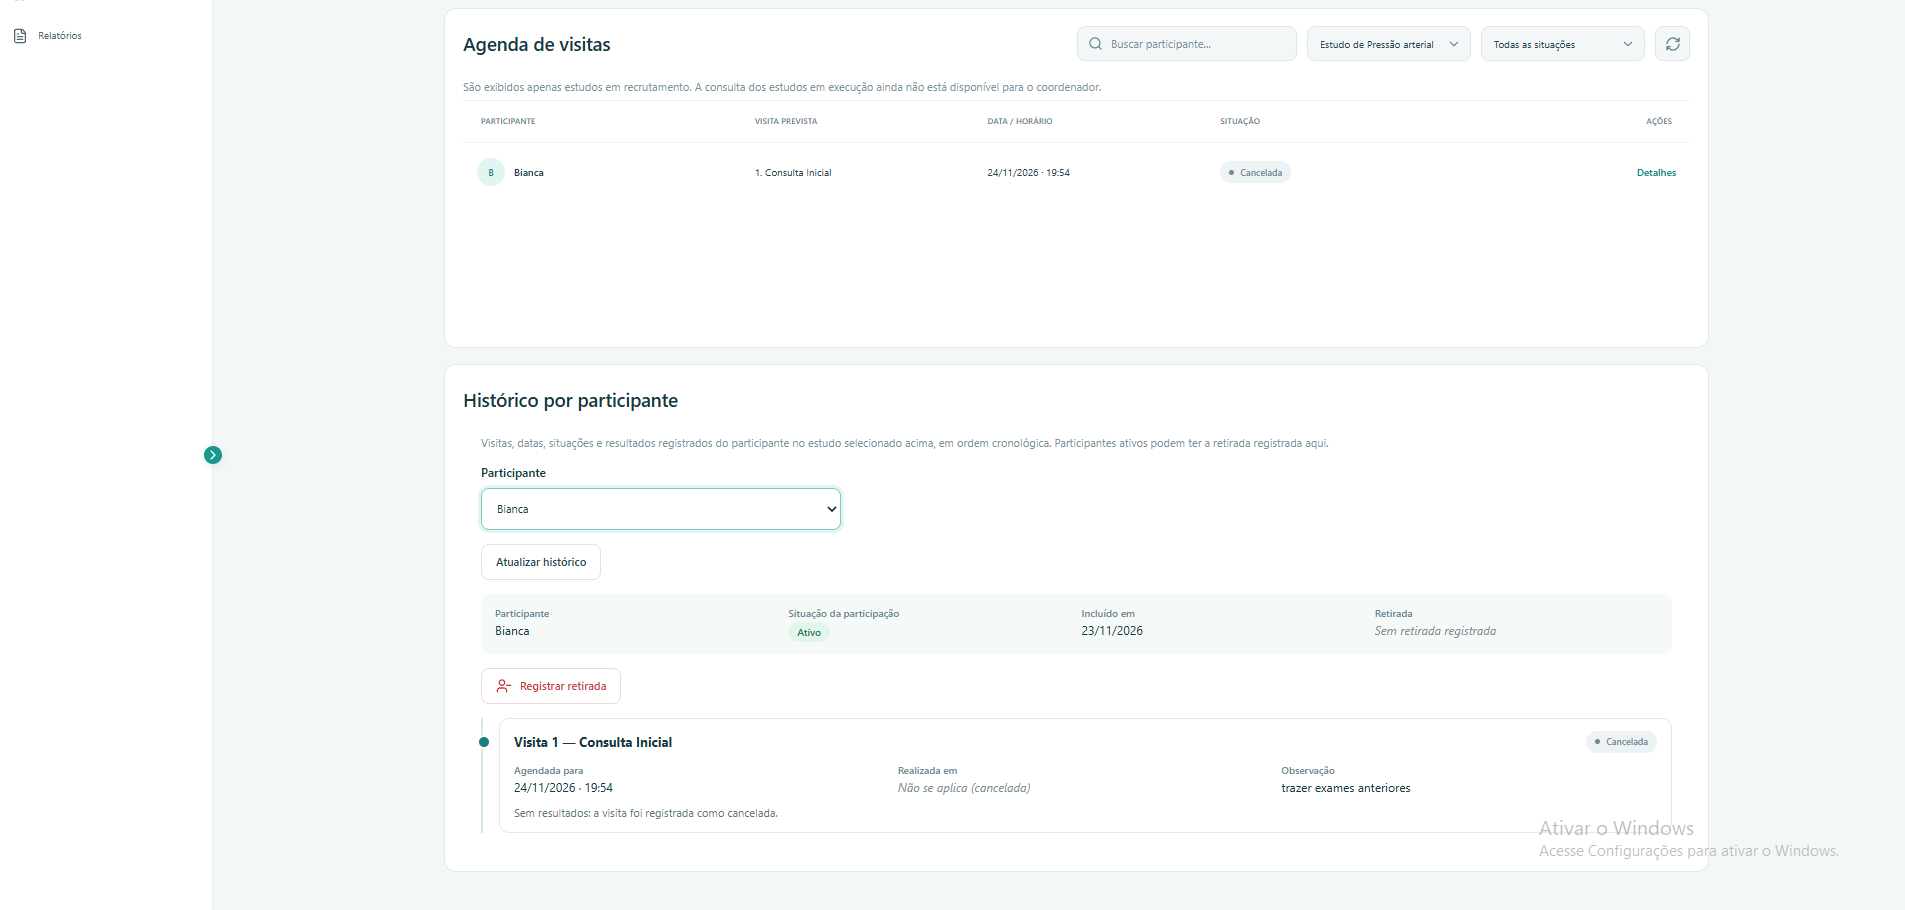 Relatórios
Agenda de visitas
Buscar participante...
Estudo de Pressão arterial
Todas as situações
São exibidos apenas estudos em recrutamento. A consulta dos estudos em execução ainda não está disponível para o coordenador.
PARTICIPANTE VISITA PREVISTA DATA / HORÁRIO SITUAÇÃO AÇÕES
B Bianca 1. Consulta Inicial 24/11/2026 · 19:54 Cancelada Detalhes
Histórico por participante
Visitas, datas, situações e resultados registrados do participante no estudo selecionado acima, em ordem cronológica. Participantes ativos podem ter a retirada registrada aqui.
Participante
Bianca
Atualizar histórico
Participante Situação da participação Incluído em Retirada
Bianca Ativo 23/11/2026 Sem retirada registrada
Registrar retirada
Visita 1 — Consulta Inicial Cancelada
Agendada para Realizada em Observação
24/11/2026 · 19:54 Não se aplica (cancelada) trazer exames anteriores
Sem resultados: a visita foi registrada como cancelada.
Ativar o Windows
Acesse Configurações para ativar o Windows.